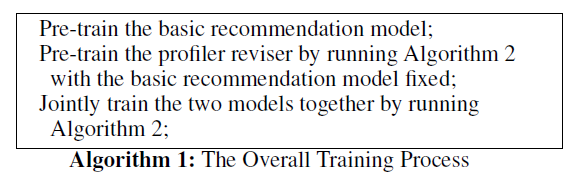 Pre-train the basic recommendation model;
Pre-train the profiler reviser by running Algorithm 2
with the basic recommendation model fixed;
Jointly train the two models together by running
Algorithm 2;
Algorithm 1: The Overall Training Process